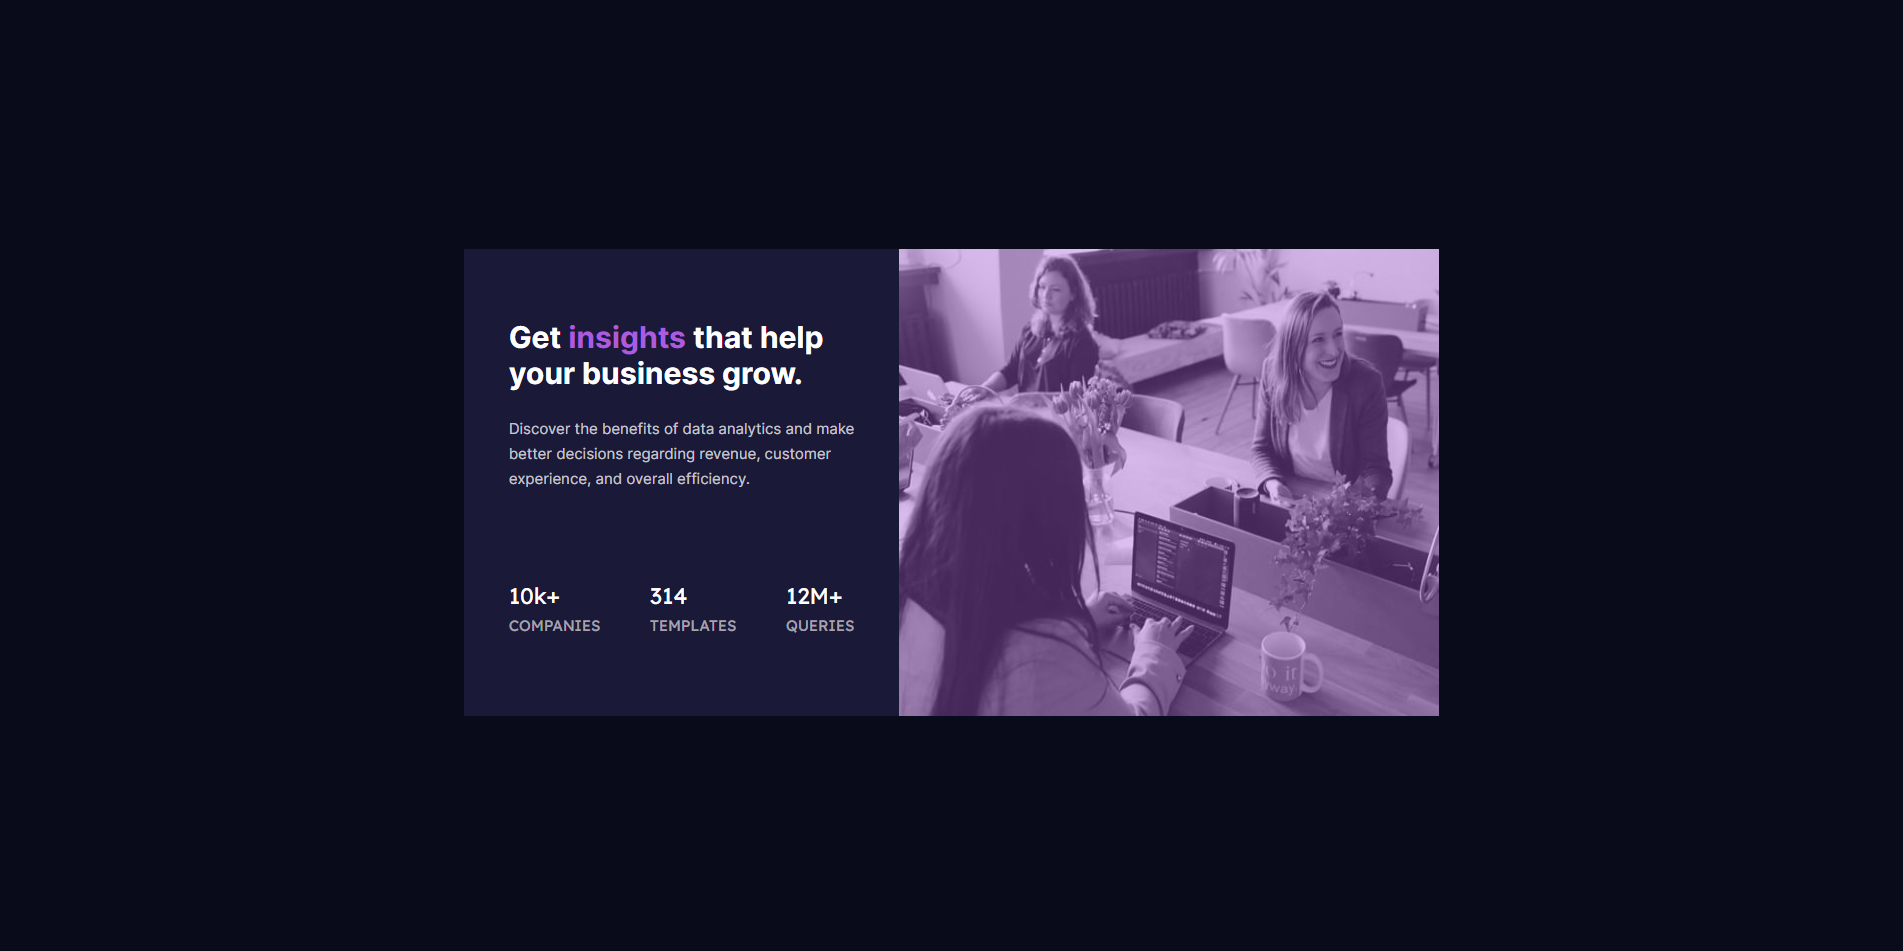 Get insights that help
your business grow.
Discover the benefits of data analytics and make
better decisions regarding revenue, customer
experience, and overall efficiency.
10k+ 314 12M+
COMPANIES TEMPLATES QUERIES